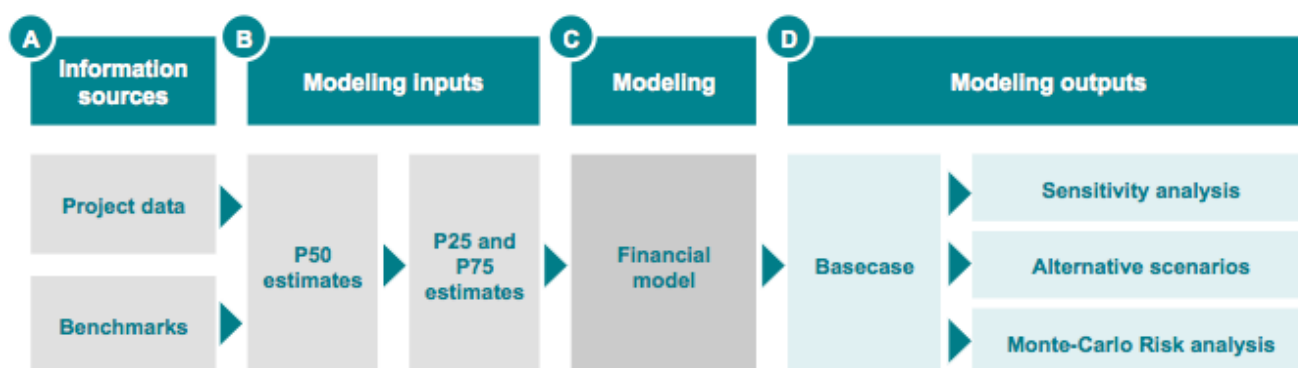 A
Information
sources
B
Modeling inputs
C
Modeling
D
Modeling outputs
Project data
Benchmarks
P50
estimates
P25 and
P75
estimates
Financial
model
Basecase
Sensitivity analysis
Alternative scenarios
Monte-Carlo Risk analysis